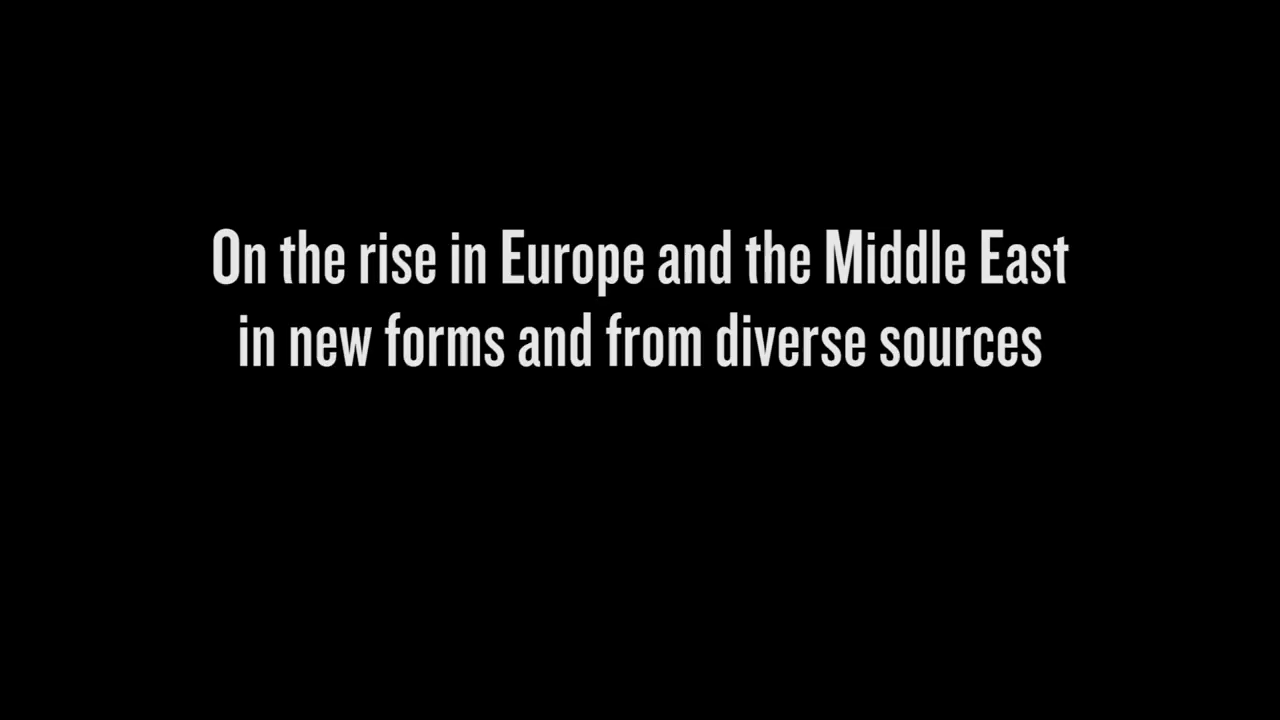 On the rise in Europe and the Middle East
in new forms and from diverse sources